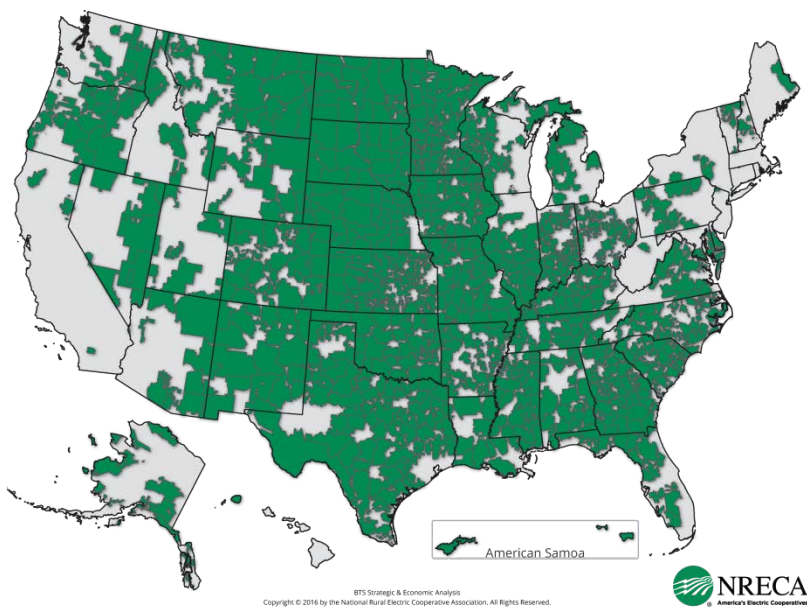 American Samoa
BTS Strategic & Economic Analysis
Copyright © 2016 by the National Rural Electric Cooperative Association. All Rights Reserved.
NRECA
America's Electric Cooperatives